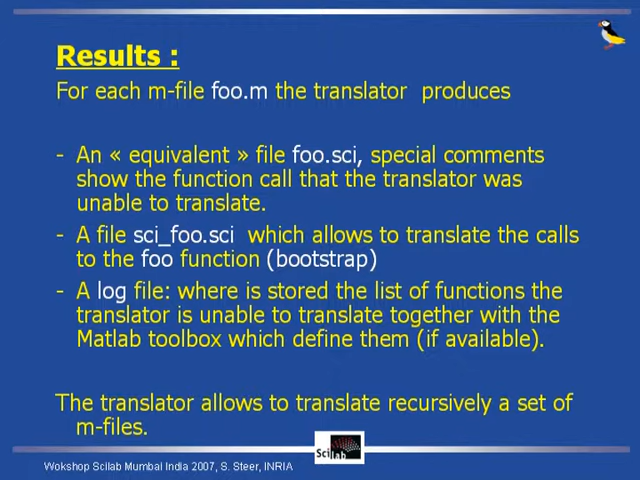 Results :
For each m-file foo.m the translator produces
- An « equivalent » file foo.sci, special comments
show the function call that the translator was
unable to translate.
- A file sci_foo.sci which allows to translate the calls
to the foo function (bootstrap)
- A log file: where is stored the list of functions the
translator is unable to translate together with the
Matlab toolbox which define them (if available).
The translator allows to translate recursively a set of
m-files.
Scilab
Wokshop Scilab Mumbai India 2007, S. Steer, INRIA